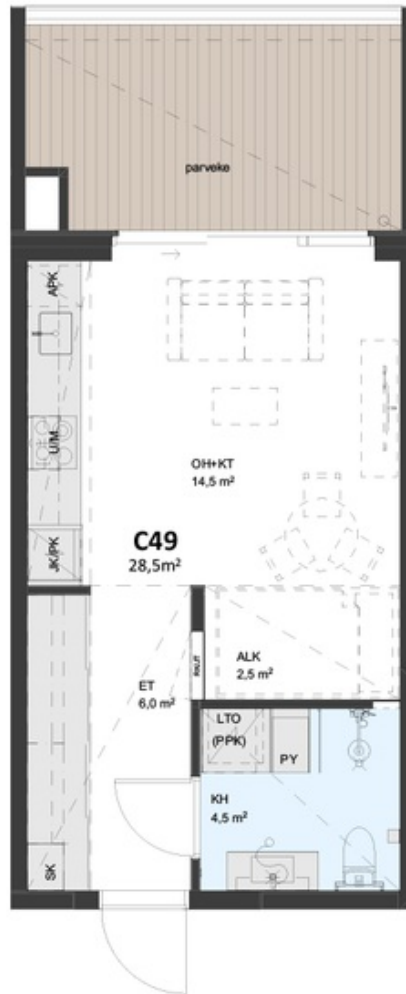 parveke
APK
U/M
OH+KT
14,5 m²
JK/PK
C49
28,5m²
ALK
2,5 m²
ET
6,0 m²
LTO
(PPK)
PY
KH
4,5 m²
SK